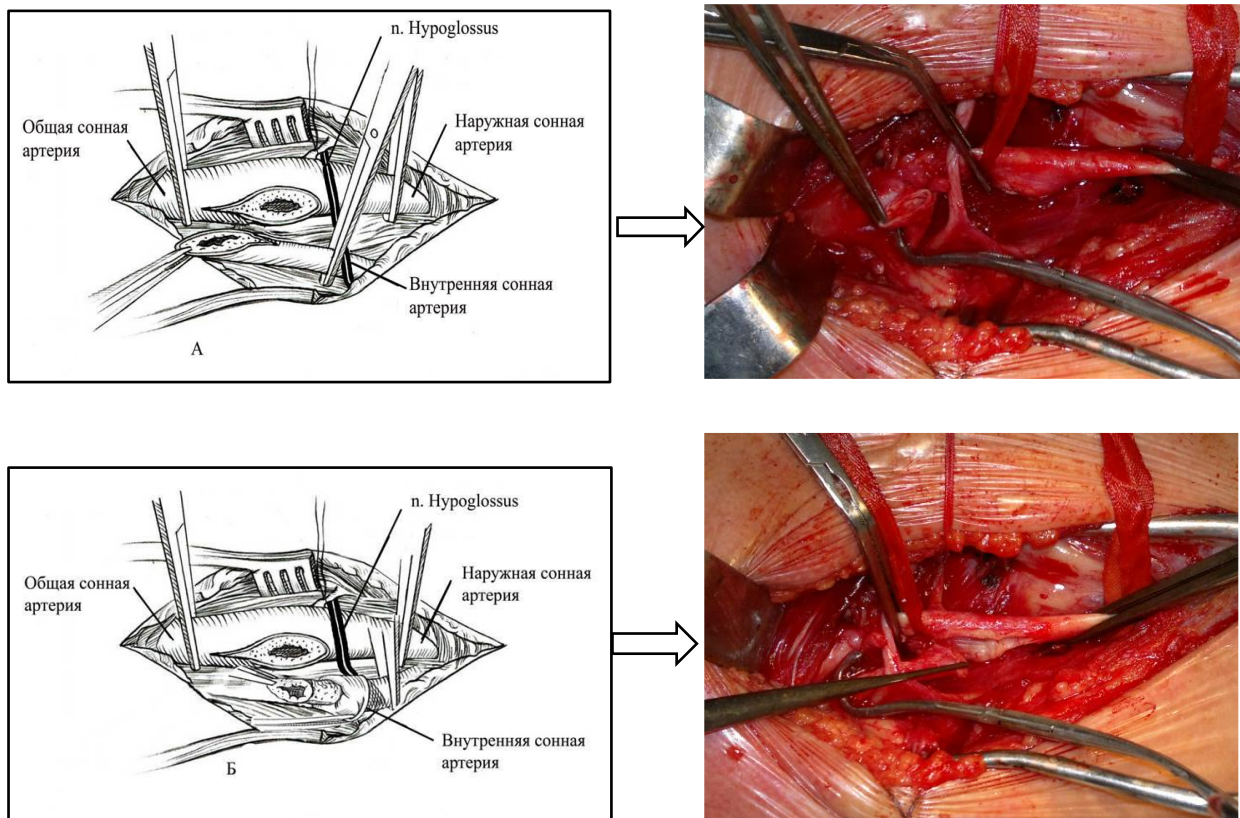 n. Hypoglossus
Общая сонная
артерия
Наружная сонная
артерия
Внутренняя сонная
артерия
А
n. Hypoglossus
Общая сонная
артерия
Наружная сонная
артерия
Внутренняя сонная
артерия
Б